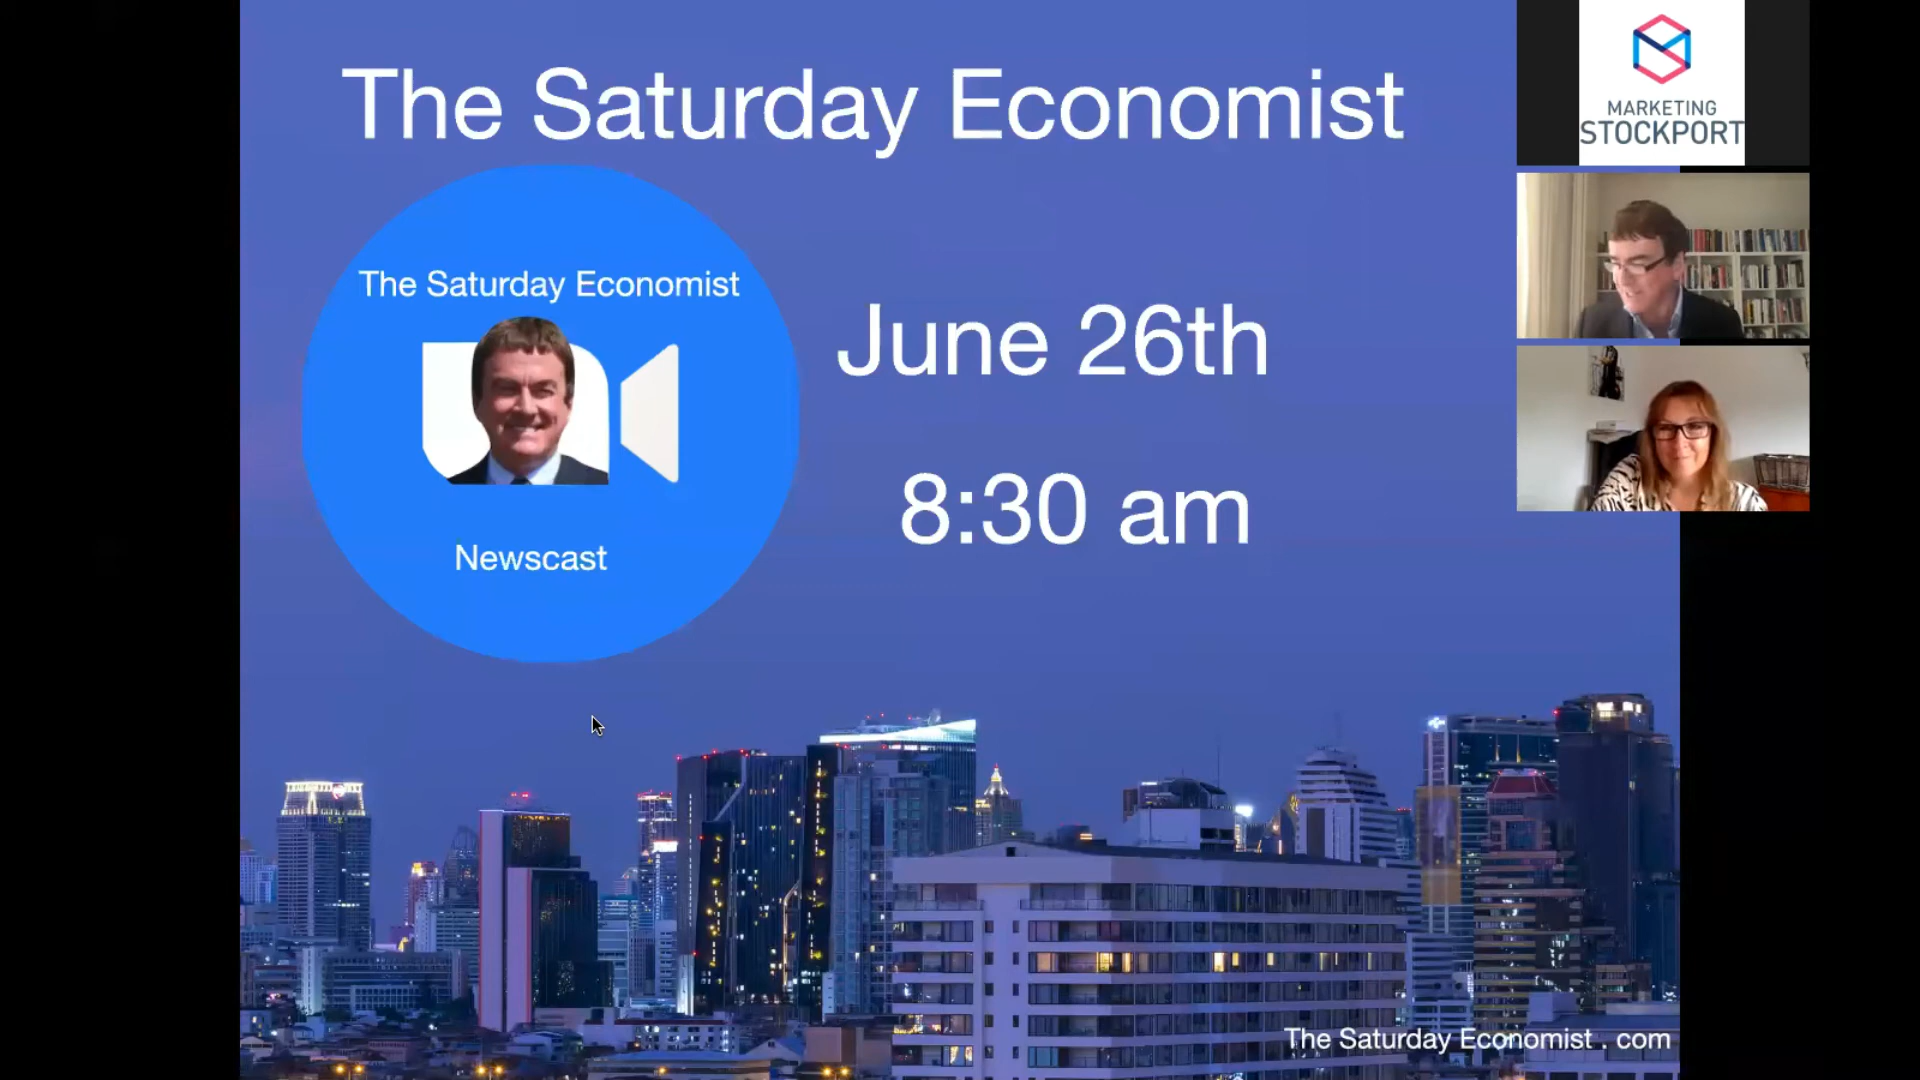 The Saturday Economist
The Saturday Economist
Newscast
June 26th
8:30 am
MARKETING
STOCKPORT
The Saturday Economist . com